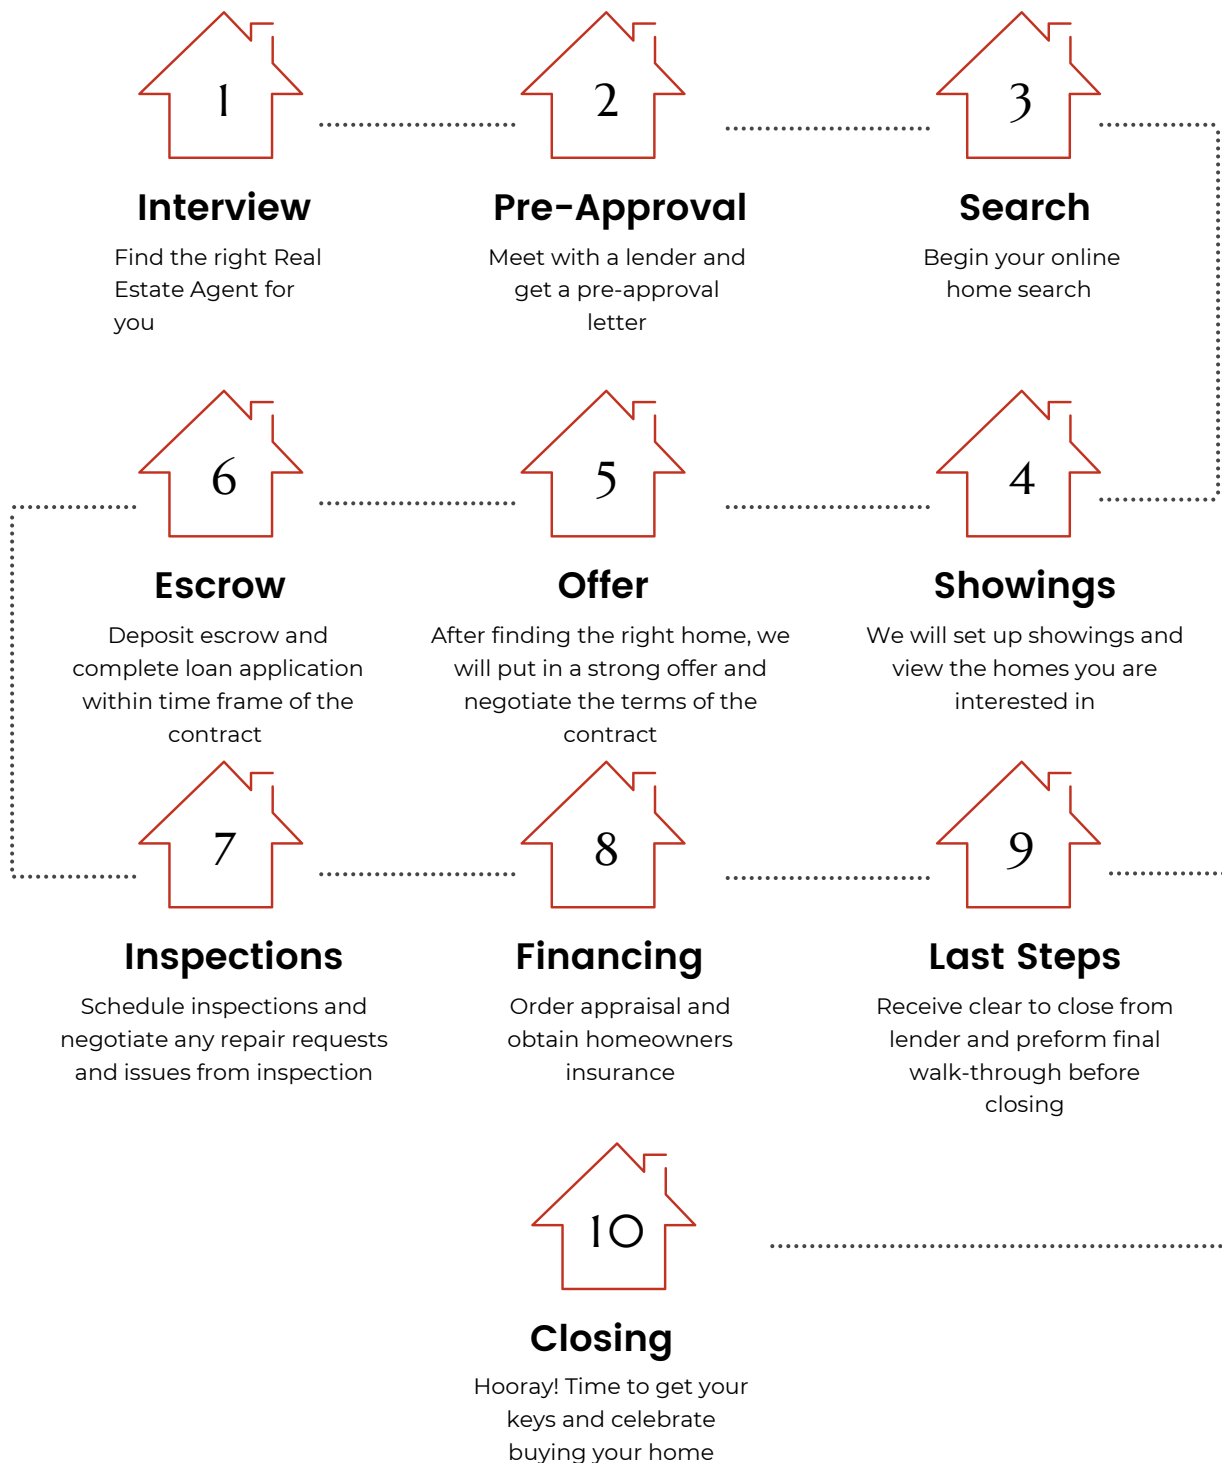 1
Interview
Find the right Real
Estate Agent for
you
2
Pre-Approval
Meet with a lender and
get a pre-approval
letter
3
Search
Begin your online
home search
4
Showings
We will set up showings and
view the homes you are
interested in
5
Offer
After finding the right home, we
will put in a strong offer and
negotiate the terms of the
contract
6
Escrow
Deposit escrow and
complete loan application
within time frame of the
contract
7
Inspections
Schedule inspections and
negotiate any repair requests
and issues from inspection
8
Financing
Order appraisal and
obtain homeowners
insurance
9
Last Steps
Receive clear to close from
lender and preform final
walk-through before
closing
10
Closing
Hooray! Time to get your
keys and celebrate
buying your home